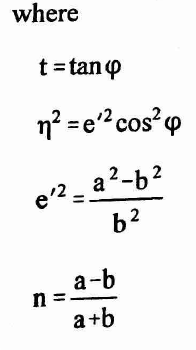 where
t = tanφ
η² = e′² cos² φ
e′² = (a² – b²) / b²
n = (a – b) / (a + b)